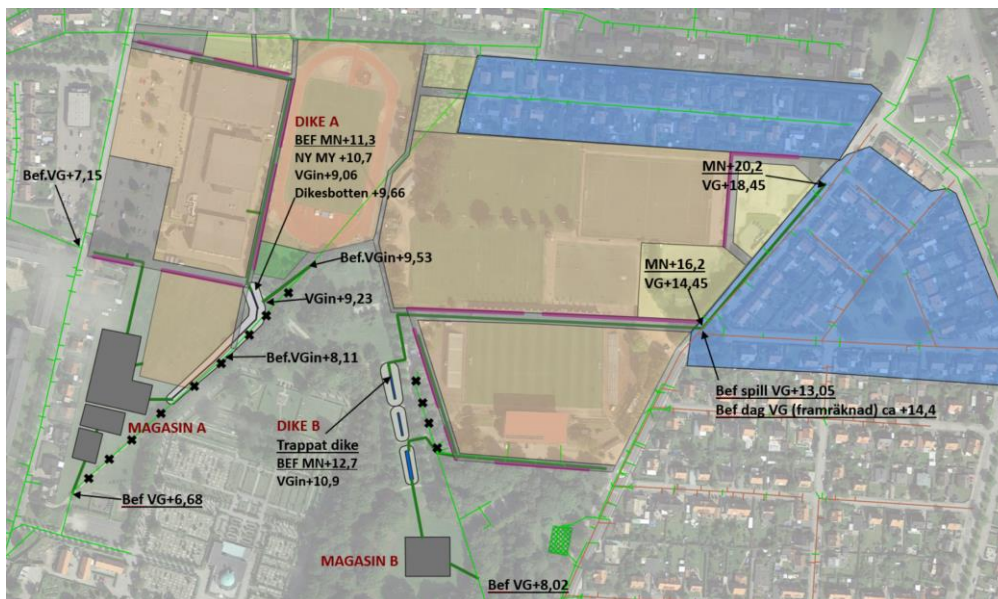 DIKE A
BEF MN+11,3
NY MY +10,7
VGin+9,06
Dikesbotten +9,66
Bef.VG+7,15
MN+20,2
VG+18,45
Bef.VGin+9,53
MN+16,2
VG+14,45
VGin+9,23
Bef.VGin+8,11
Bef spill VG+13,05
Bef dag VG (framräknad) ca +14,4
MAGASIN A
DIKE B
Trappat dike
BEF MN+12,7
VGin+10,9
Bef VG+6,68
MAGASIN B
Bef VG+8,02